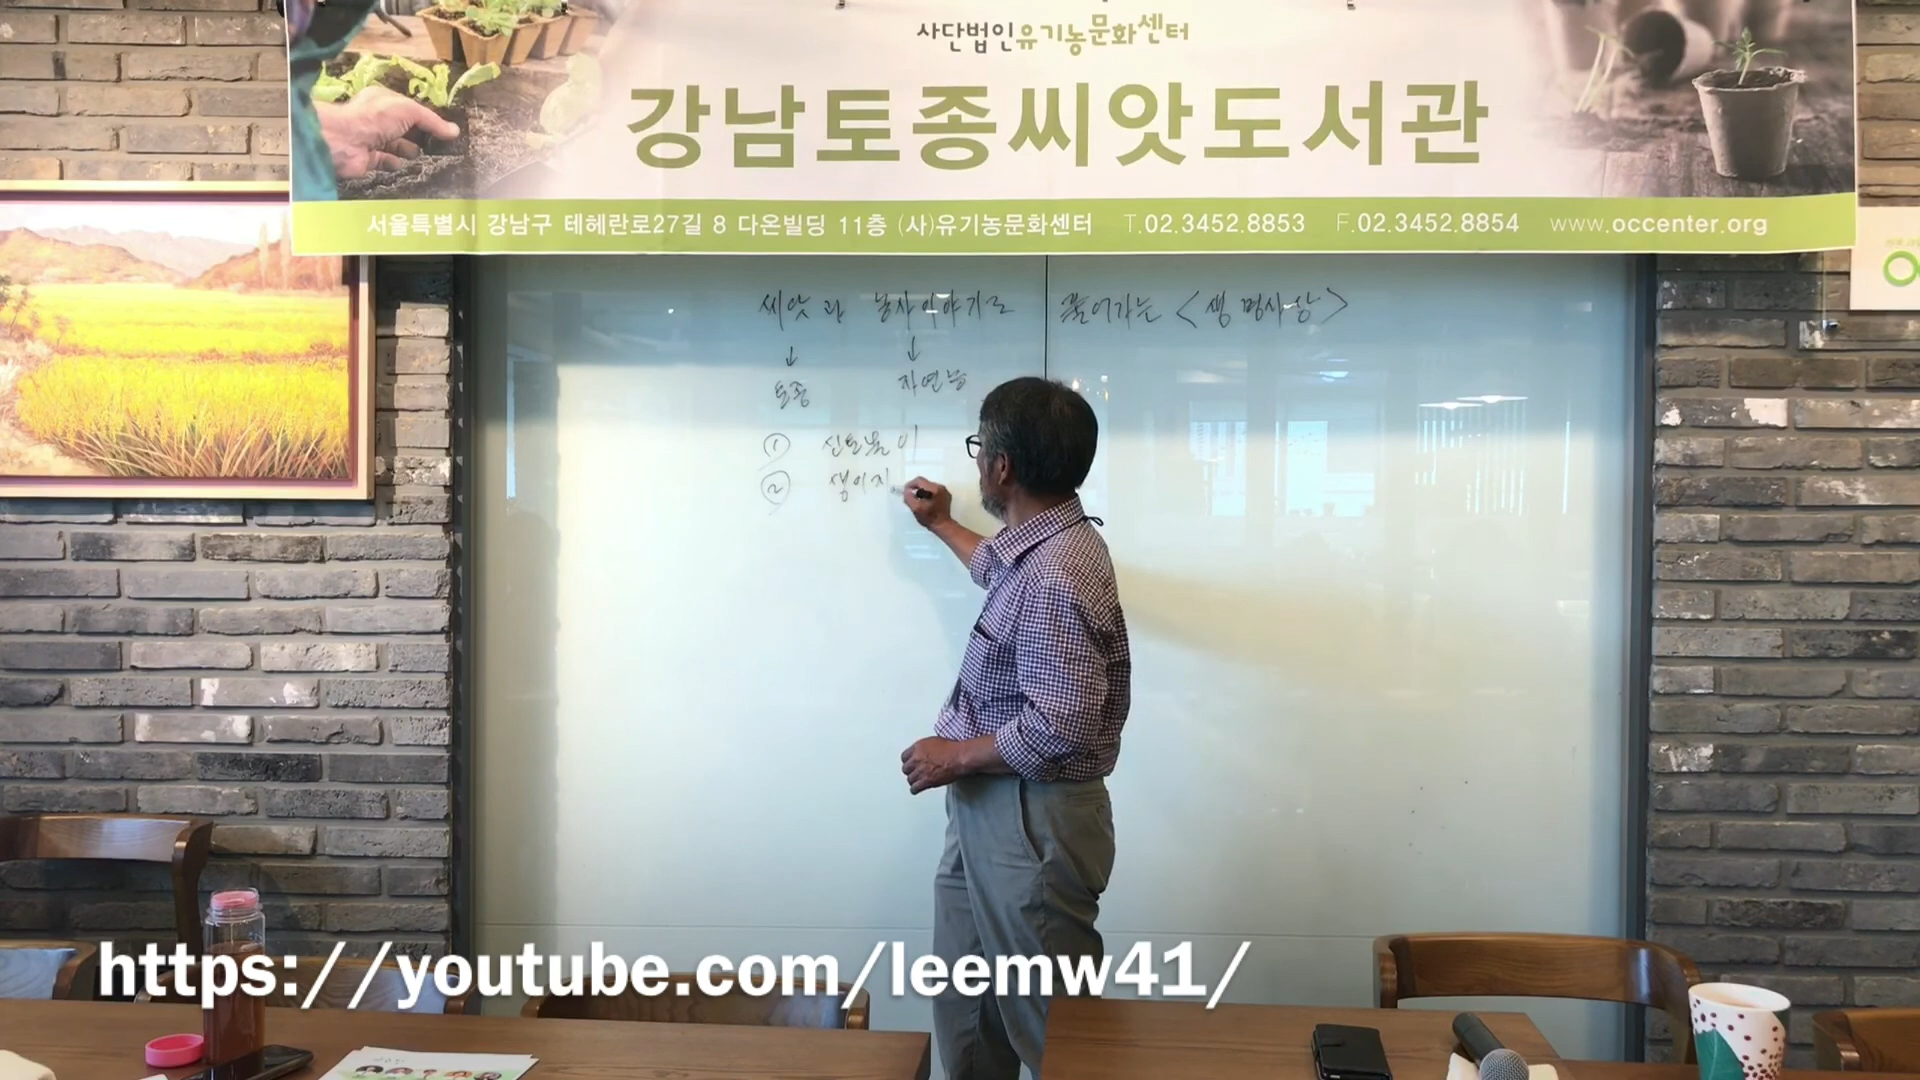 사단법인유기농문화센터
강남토종씨앗도서관
서울특별시 강남구 테헤란로27길 8 다온빌딩 11층 (사)유기농문화센터 T.02.3452.8853 F.02.3452.8854 www.occenter.org
씨앗과 농사이야기로 풀어가는 <생명사상>
↓ ↓
토종 자연농
① 신토불이
② 생이지
https://youtube.com/leemw41/